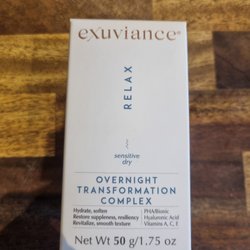 exuviance®
RELAX
sensitive
dry
OVERNIGHT
TRANSFORMATION
COMPLEX
Hydrate, soften
Restore suppleness, resiliency
Revitalize, smooth texture
PHA/Bionic
Hyaluronic Acid
Vitamins A, C, E
Net Wt 50 g/1.75 oz